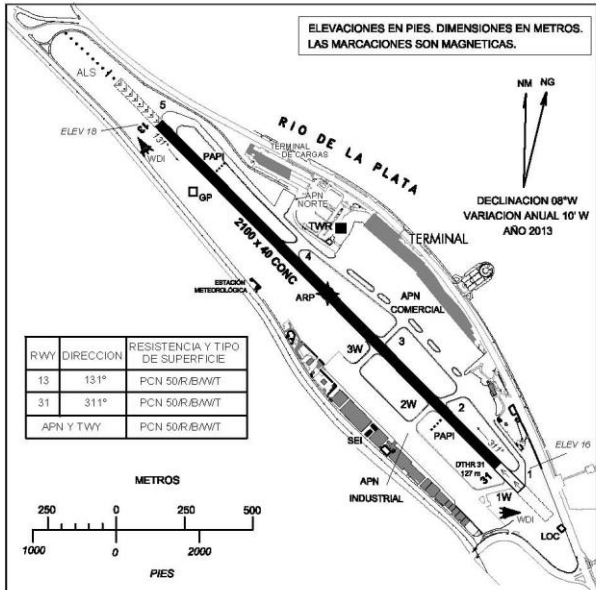 ELEVACIONES EN PIES. DIMENSIONES EN METROS.
LAS MARCACIONES SON MAGNETICAS.
ALS
NM NG
5
ELEV 18
WDI
131°
PAPI
RIO DE LA PLATA
TERMINAL
DE CARGAS
APN
NORTE
GP
TWR
DECLINACION 08°W
VARIACION ANUAL 10' W
AÑO 2013
TERMINAL
2100 x 40 CONC
4
ESTACIÓN
METEOROLÓGICA
ARP
APN
COMERCIAL
RWY DIRECCION RESISTENCIA Y TIPO
DE SUPERFICIE
13 131° PCN 50/R/B/W/T
31 311° PCN 50/R/B/W/T
APN Y TWY PCN 50/R/B/W/T
3W
3
2W
2
PAPI
311°
SEI
ELEV 16
DTHR 31
127 m
31
1
1W
APN
INDUSTRIAL
WDI
LOC
METROS
250 0 250 500
1000 0 2000
PIES